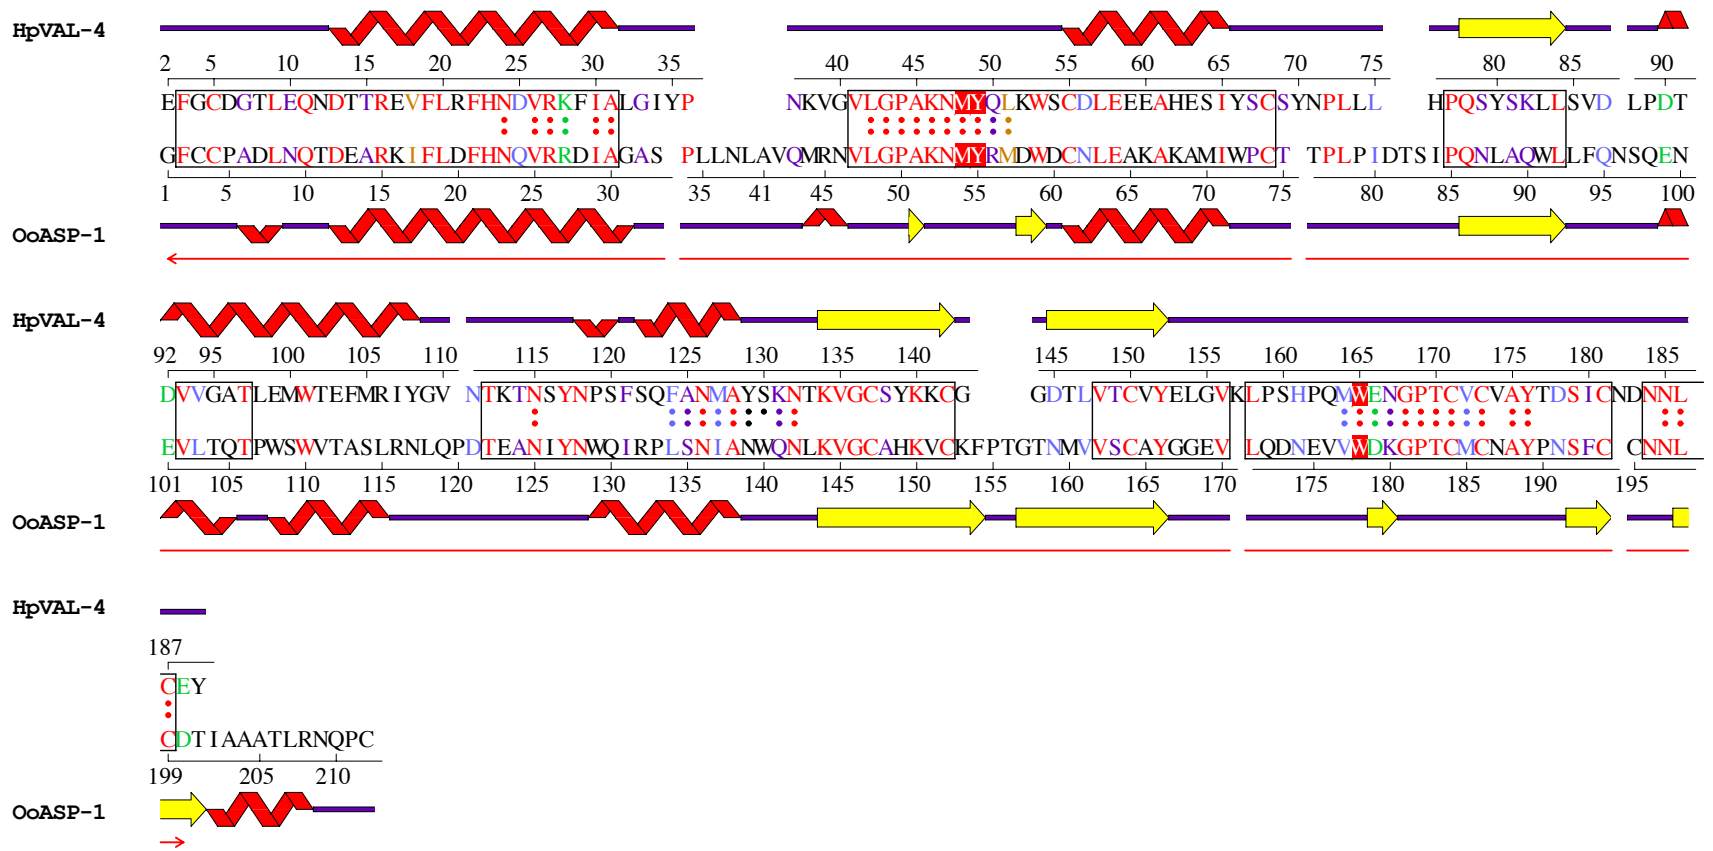 HpVAL-4
2 5 10 15 20 25 30 35 40 45 50 55 60 65 70 75 80 85 90
EFGCDGTLEQNDTTREVFLRFHNDVRKFIALGIYP NKVGVLGPAKNMYQLKWSCDLEEEAHESIYSCSYNPLLL HPQSYSKLLSVD LPDT
GFCCPADLNQTDEARKIFLDFHNQVRRDIAGAS PLLNLAVQMRNVLGPAKNMYRMDWDCNLEAKAKAMIWPCT TPLPIDTSIPQNLAQWLLFQNSQEN
1 5 10 15 20 25 30 35 41 45 50 55 60 65 70 75 80 85 90 95 100
OoASP-1
HpVAL-4
92 95 100 105 110 115 120 125 130 135 140 145 150 155 160 165 170 175 180 185
DVVGATLEMWTEFMRIYGV NTKTNSYNPSFSQFANMAYSKNTKVGCSYKKCG GDTLVTCVYELGVKLPSHPQMWENGPTCVCVAYTDSICNDNNL
EVLTQTPWSWVTASLRNLQPDTEANIYNWQIRPLSNIANWQNLKVGCAHKVCKFPTGTNMVVSCAYGGEV LQDNEVVWDKGPTCMCNAYPNSFC CNNL
101 105 110 115 120 125 130 135 140 145 150 155 160 165 170 175 180 185 190 195
OoASP-1
HpVAL-4
187
CEY
CDTIAAATLRNQPC
199 205 210
OoASP-1